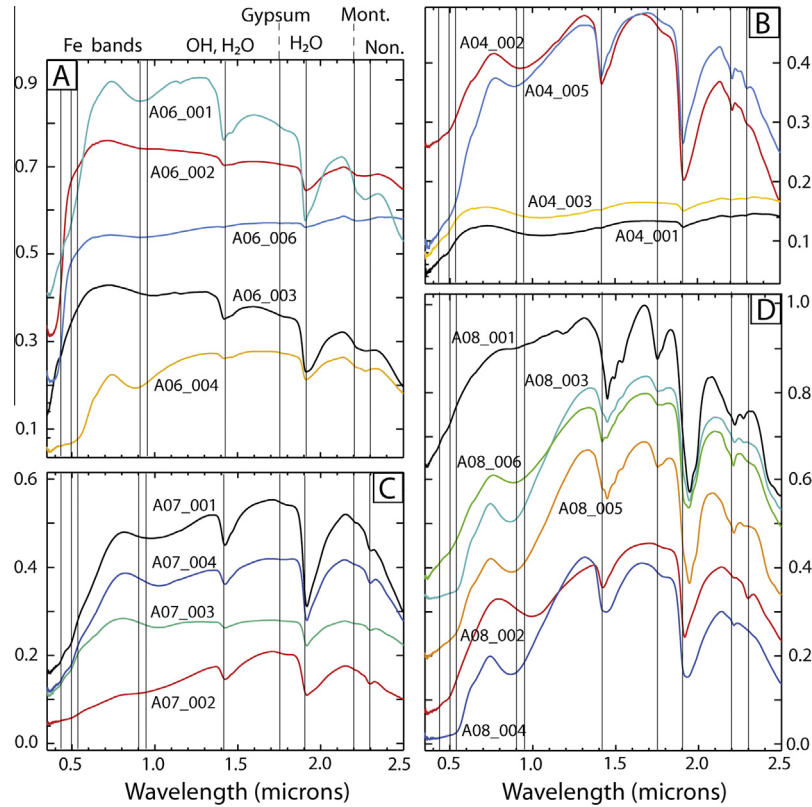 Gypsum Mont.
Fe bands OH, H₂O H₂O Non.
A
0.9
0.7
0.5
0.3
0.1
A06_001
A06_002
A06_006
A06_003
A06_004
B
0.4
0.3
0.2
0.1
A04_002
A04_005
A04_003
A04_001
C
0.6
0.4
0.2
0.0
A07_001
A07_004
A07_003
A07_002
0.5 1.0 1.5 2.0 2.5
Wavelength (microns)
D
1.0
0.8
0.6
0.4
0.2
0.0
A08_001
A08_003
A08_006
A08_005
A08_002
A08_004
0.5 1.0 1.5 2.0 2.5
Wavelength (microns)